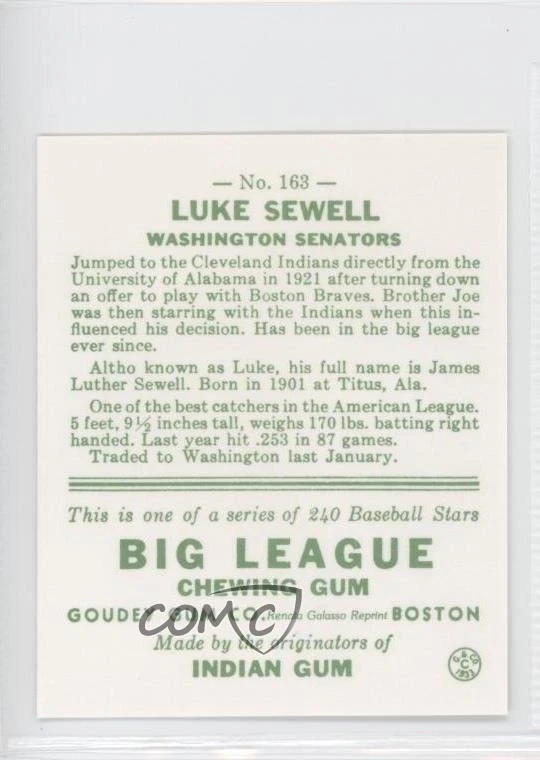 — No. 163 —
LUKE SEWELL
WASHINGTON SENATORS
Jumped to the Cleveland Indians directly from the
University of Alabama in 1921 after turning down
an offer to play with Boston Braves. Brother Joe
was then starring with the Indians when this in-
fluenced his decision. Has been in the big league
ever since.
Altho known as Luke, his full name is James
Luther Sewell. Born in 1901 at Titus, Ala.
One of the best catchers in the American League.
5 feet, 9½ inches tall, weighs 170 lbs. batting right
handed. Last year hit .253 in 87 games.
Traded to Washington last January.
This is one of a series of 240 Baseball Stars
BIG LEAGUE
CHEWING GUM
GOUDEY GUM CO. Renata Galasso Reprint BOSTON
COMC
Made by the originators of
INDIAN GUM
G. & CO.
C
1933